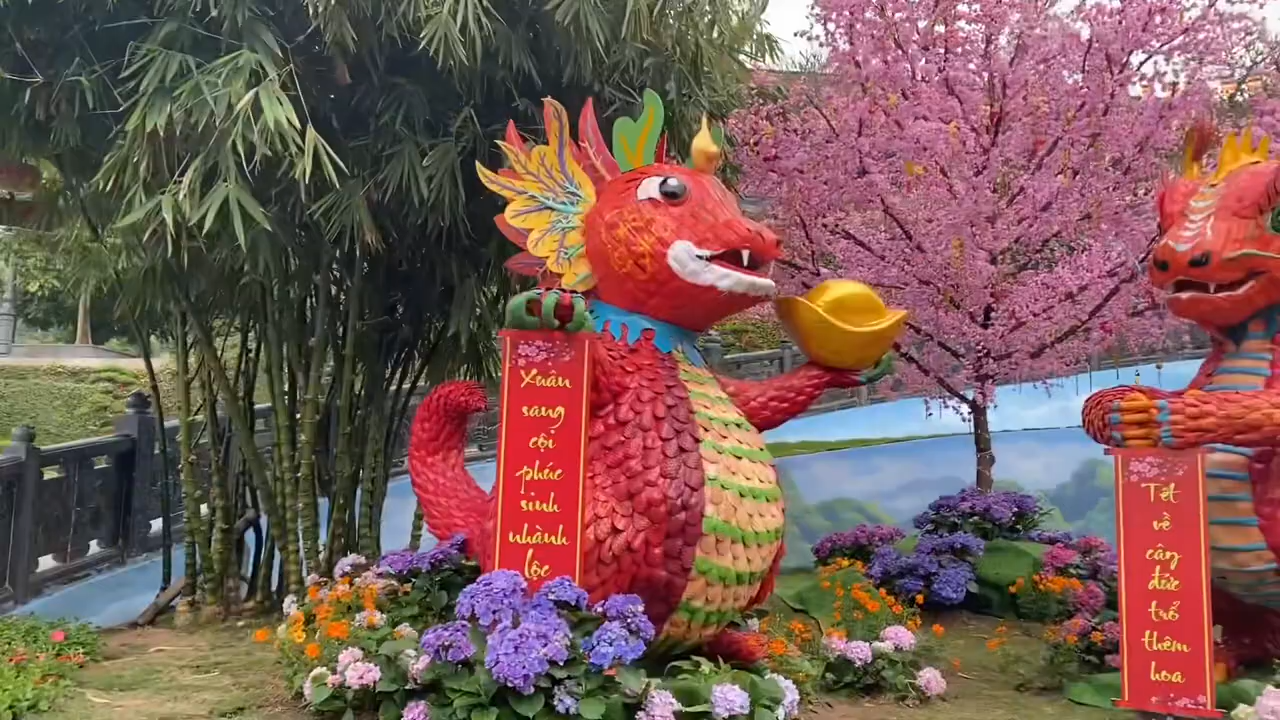 Xuân
sang
cội
phúc
sinh
nhành
lộc
Tết
về
cây
đức
trổ
thêm
hoa